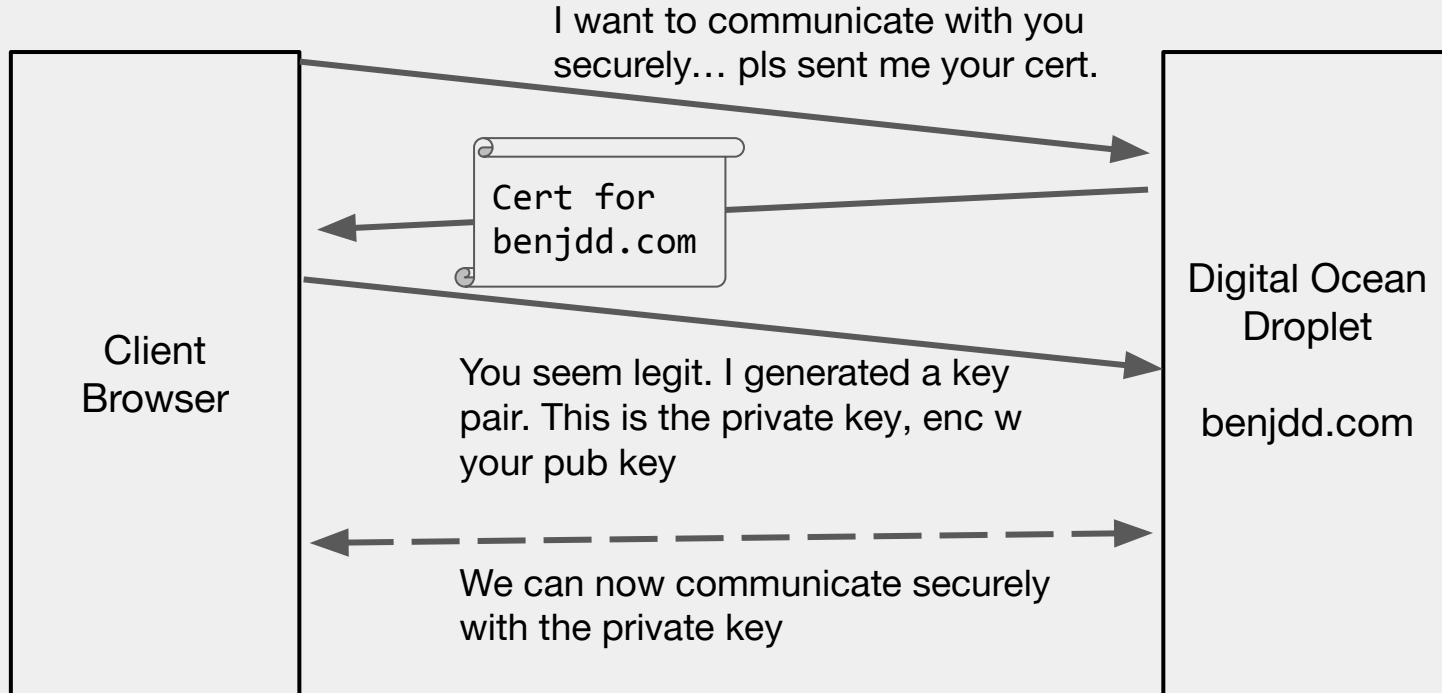 I want to communicate with you
securely… pls sent me your cert.
Cert for
benjdd.com
Client
Browser
Digital Ocean
Droplet
benjdd.com
You seem legit. I generated a key
pair. This is the private key, enc w
your pub key
We can now communicate securely
with the private key